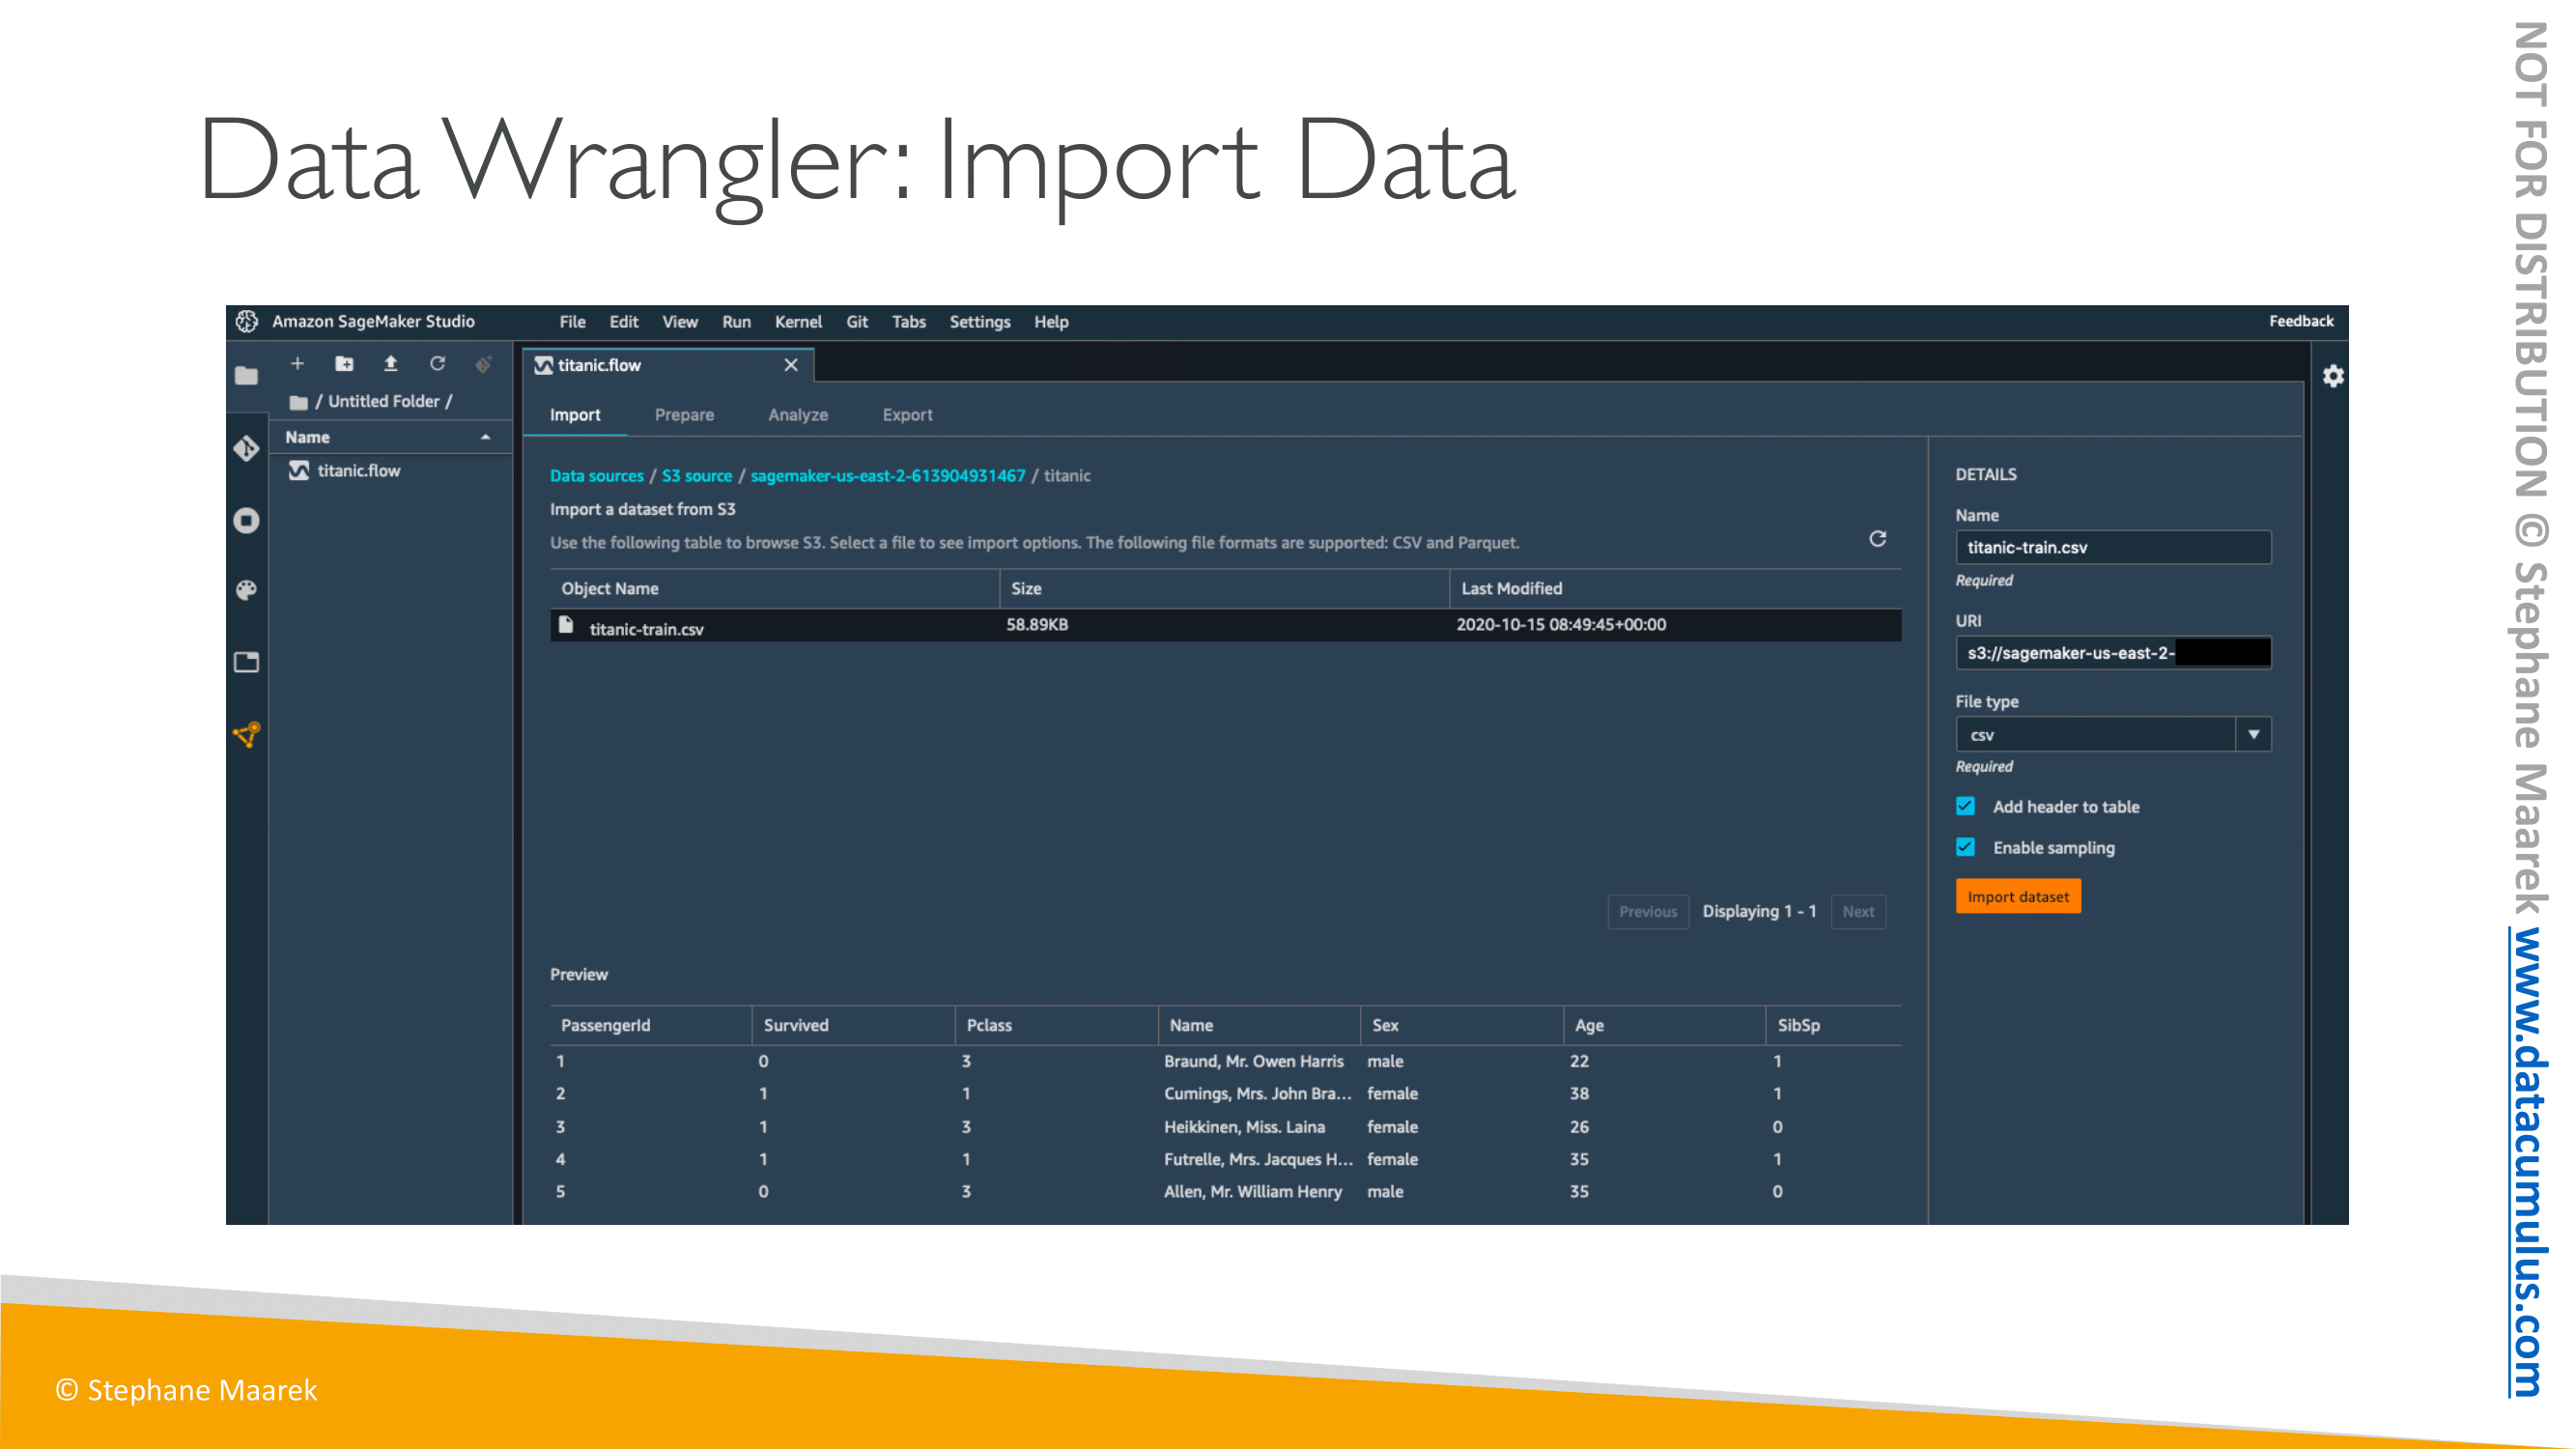 Data Wrangler: Import Data
Amazon SageMaker Studio File Edit View Run Kernel Git Tabs Settings Help Feedback
/ Untitled Folder /
Name
titanic.flow
titanic.flow
Import Prepare Analyze Export
Data sources / S3 source / sagemaker-us-east-2-613904931467 / titanic
Import a dataset from S3
Use the following table to browse S3. Select a file to see import options. The following file formats are supported: CSV and Parquet.
Object Name Size Last Modified
titanic-train.csv 58.89KB 2020-10-15 08:49:45+00:00
Previous Displaying 1 - 1 Next
Preview
PassengerId Survived Pclass Name Sex Age SibSp
1 0 3 Braund, Mr. Owen Harris male 22 1
2 1 1 Cumings, Mrs. John Bra... female 38 1
3 1 3 Heikkinen, Miss. Laina female 26 0
4 1 1 Futrelle, Mrs. Jacques H... female 35 1
5 0 3 Allen, Mr. William Henry male 35 0
DETAILS
Name
titanic-train.csv
Required
URI
s3://sagemaker-us-east-2-
File type
csv
Required
Add header to table
Enable sampling
Import dataset
© Stephane Maarek
NOT FOR DISTRIBUTION © Stephane Maarek www.datacumulus.com